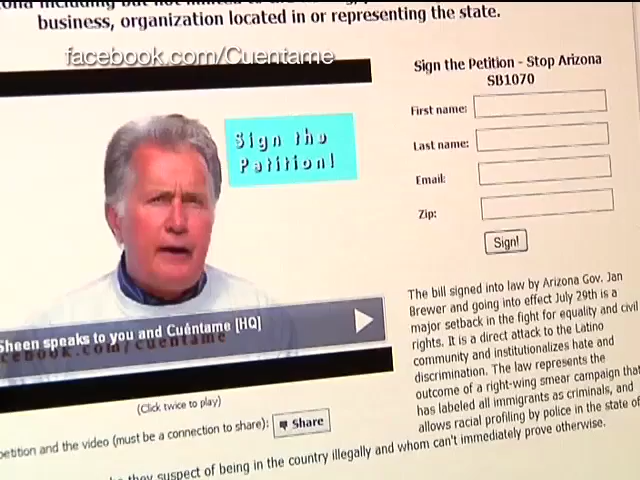 business, organization located in or representing the state.
facebook.com/Cuentame
Sign the Petition - Stop Arizona
SB1070
First name:
Last name:
Email:
Zip:
Sign!
Sign the
Patition!
Sheen speaks to you and Cuéntame [HQ]
cebook.com/cuentame
(Click twice to play)
petition and the video (must be a connection to share):
Share
The bill signed into law by Arizona Gov. Jan
Brewer and going into effect July 29th is a
major setback in the fight for equality and civil
rights. It is a direct attack to the Latino
community and institutionalizes hate and
discrimination. The law represents the
outcome of a right-wing smear campaign that
has labeled all immigrants as criminals, and
allows racial profiling by police in the state of
they suspect of being in the country illegally and whom can't immediately prove otherwise.